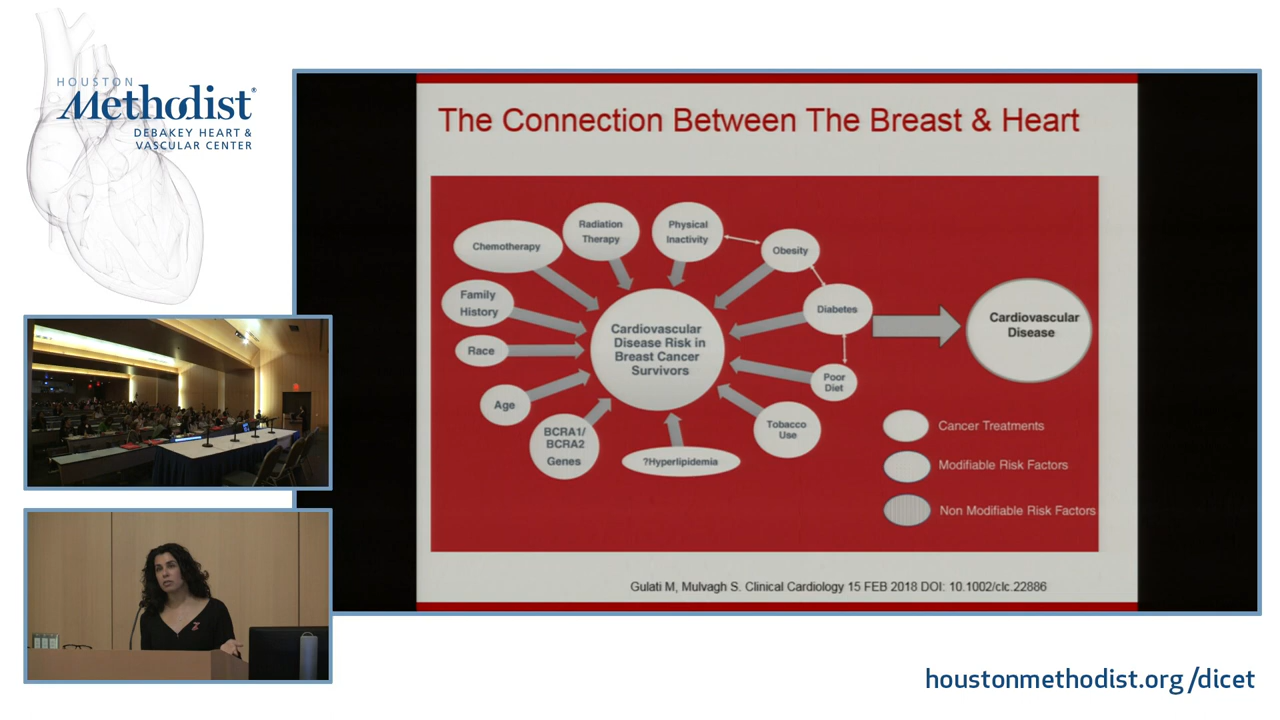 HOUSTON
Methodist®
DEBAKEY HEART &
VASCULAR CENTER
The Connection Between The Breast & Heart
Chemotherapy
Radiation
Therapy
Physical
Inactivity
Obesity
Family
History
Diabetes
Cardiovascular
Disease Risk in
Breast Cancer
Survivors
Cardiovascular
Disease
Race
Poor
Diet
Age
BCRA1/
BCRA2
Genes
?Hyperlipidemia
Tobacco
Use
Cancer Treatments
Modifiable Risk Factors
Non Modifiable Risk Factors
Gulati M, Mulvagh S. Clinical Cardiology 15 FEB 2018 DOI: 10.1002/clc.22886
houstonmethodist.org/dicet